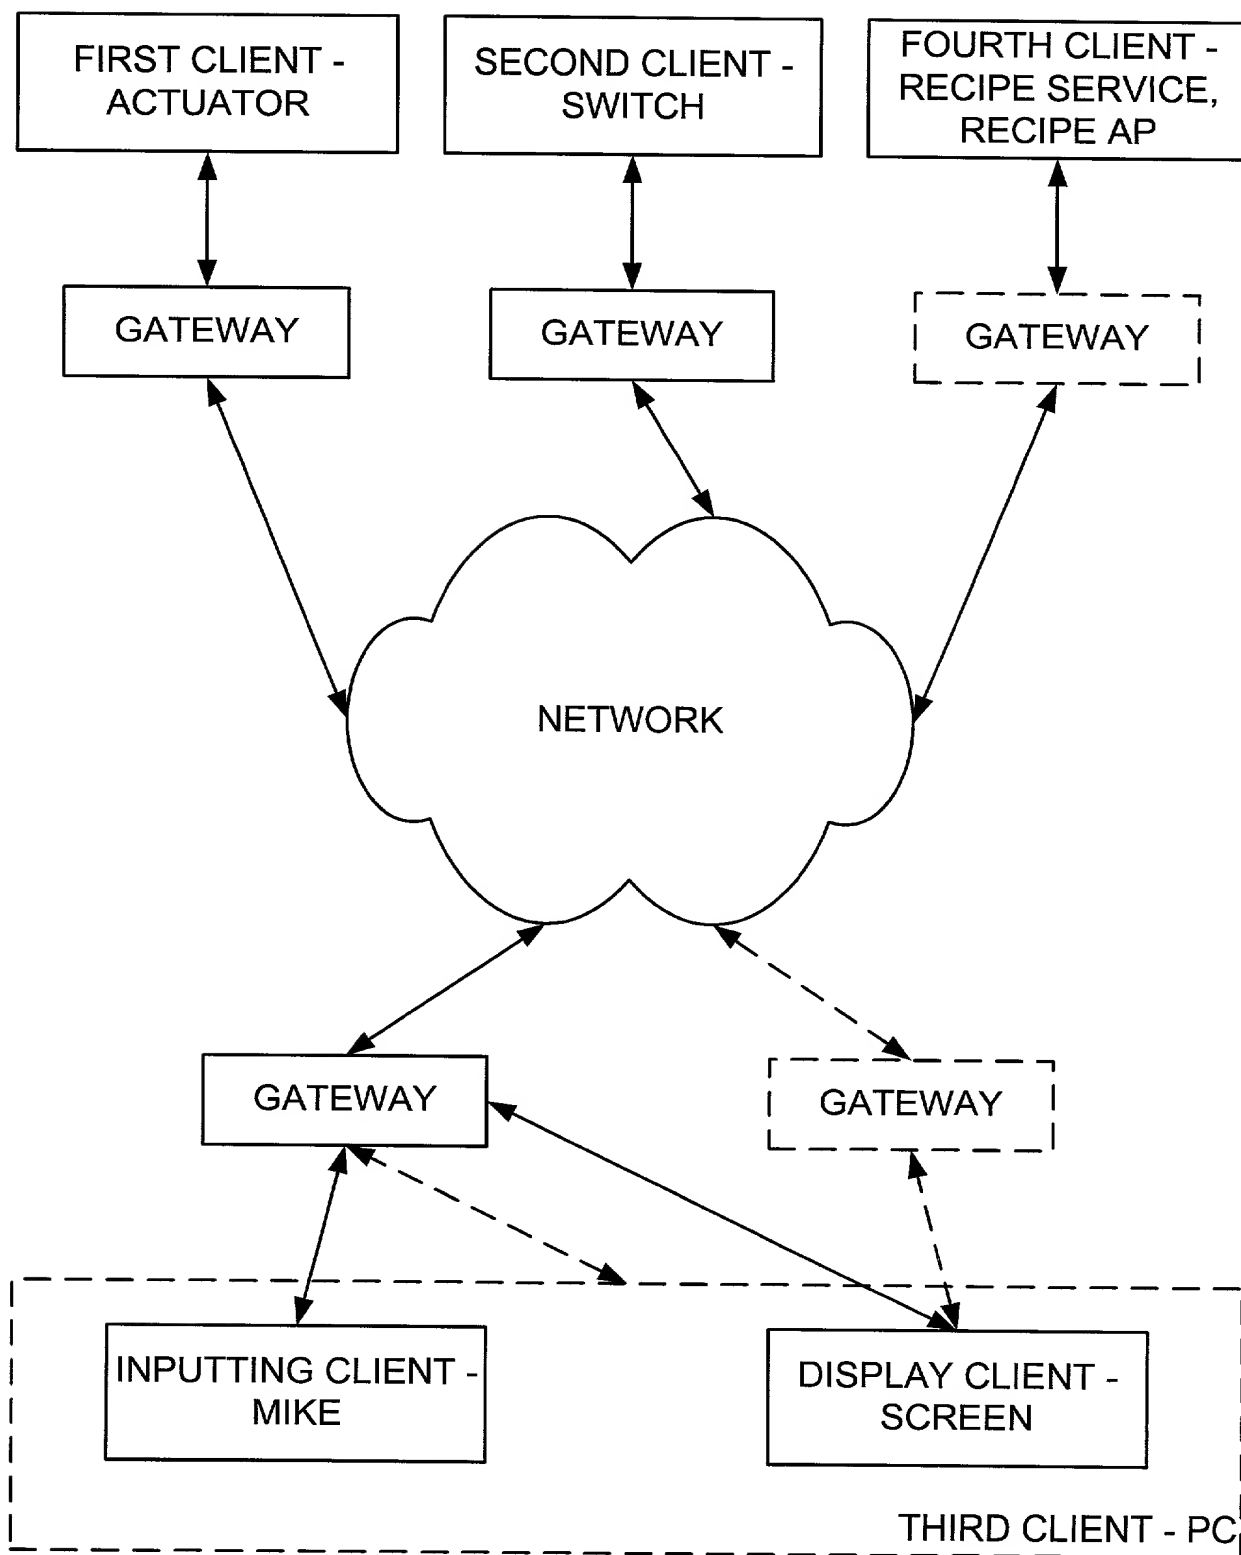 FIRST CLIENT -
ACTUATOR
SECOND CLIENT -
SWITCH
FOURTH CLIENT -
RECIPE SERVICE,
RECIPE AP
GATEWAY
GATEWAY
GATEWAY
NETWORK
GATEWAY
GATEWAY
INPUTTING CLIENT -
MIKE
DISPLAY CLIENT -
SCREEN
THIRD CLIENT - PC